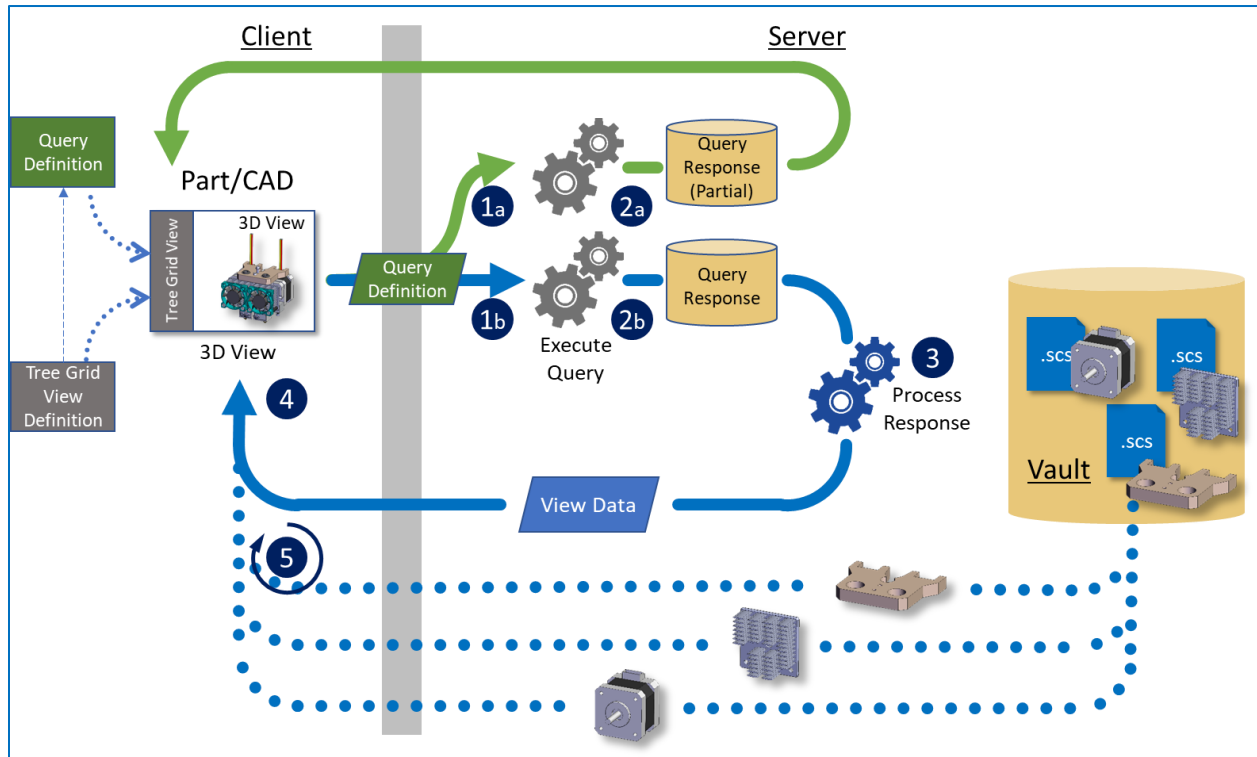 Client
Server
Query
Definition
Part/CAD
Tree Grid View
3D View
3D View
Tree Grid
View
Definition
Query
Definition
1a
1b
2a
2b
Query
Response
(Partial)
Query
Response
Execute
Query
3
Process
Response
4
View Data
5
.scs
.scs
.scs
Vault